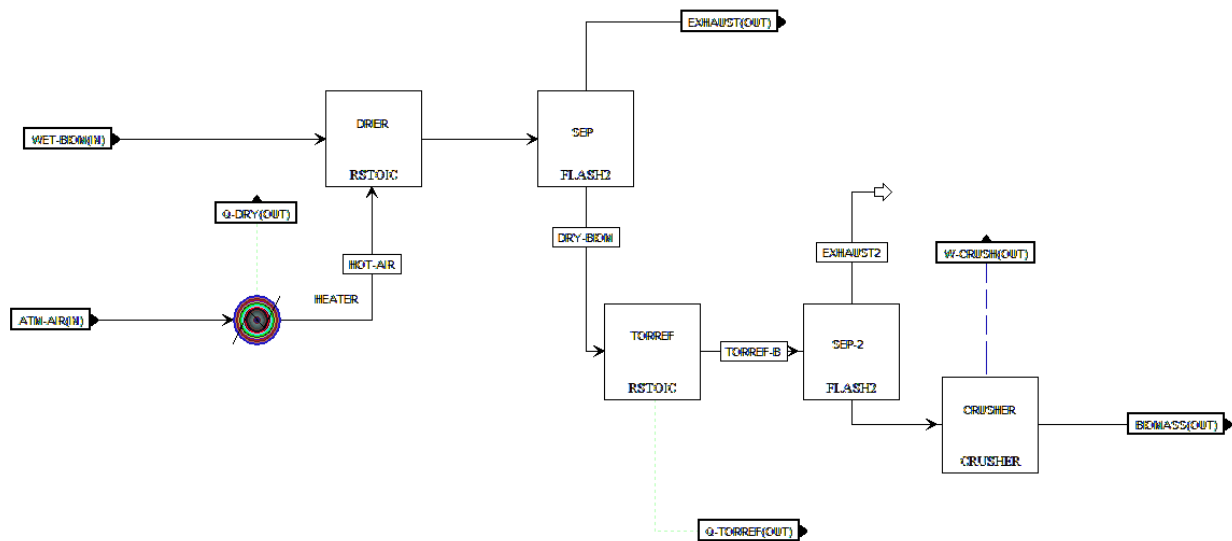 EXHAUST(OUT)
WET-BIOM(IN)
DRIER
RSTOIC
SEP
FLASH2
Q-DRY(OUT)
DRY-BIOM
HOT-AIR
EXHAUST2
W-CRUSH(OUT)
ATM-AIR(IN)
HEATER
TORREF
RSTOIC
TORREF-B
SEP-2
FLASH2
CRUSHER
CRUSHER
BIOMASS(OUT)
Q-TORREF(OUT)